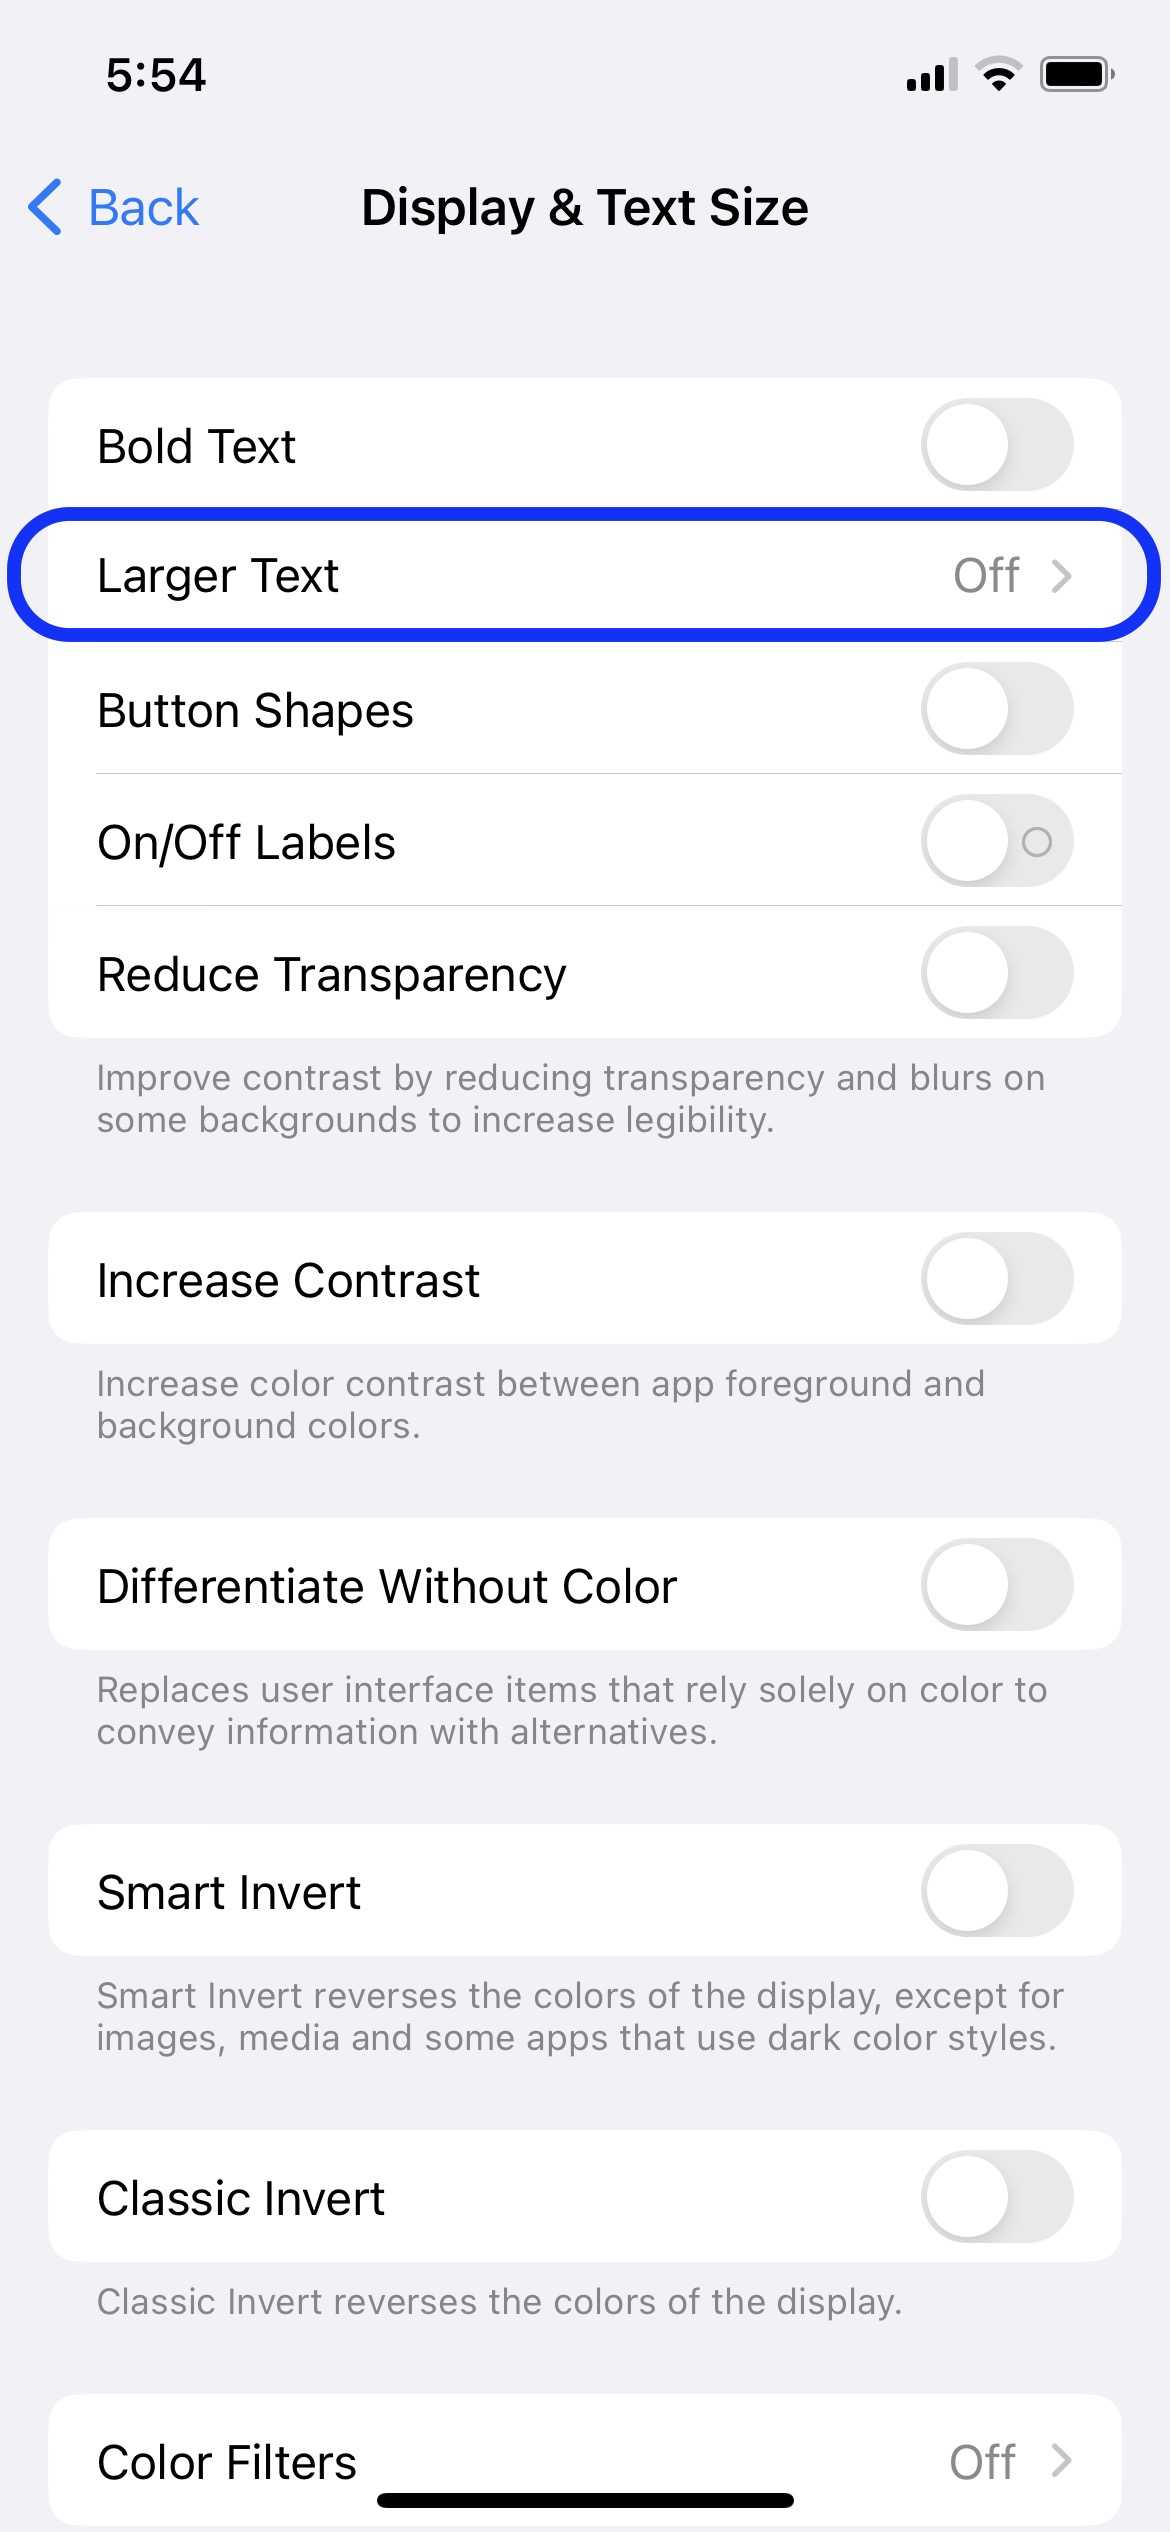 5:54
Back
Display & Text Size
Bold Text
Larger Text Off
Button Shapes
On/Off Labels
Reduce Transparency
Improve contrast by reducing transparency and blurs on
some backgrounds to increase legibility.
Increase Contrast
Increase color contrast between app foreground and
background colors.
Differentiate Without Color
Replaces user interface items that rely solely on color to
convey information with alternatives.
Smart Invert
Smart Invert reverses the colors of the display, except for
images, media and some apps that use dark color styles.
Classic Invert
Classic Invert reverses the colors of the display.
Color Filters Off